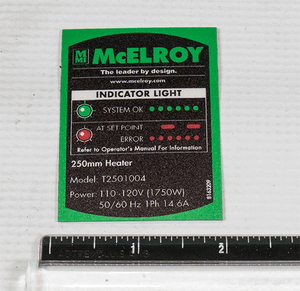 MM McELROY
The leader by design.
www.mcelroy.com
INDICATOR LIGHT
SYSTEM OK
AT SET POINT
ERROR
Refer to Operator's Manual For Information
250mm Heater
Model: T2501004
Power: 110 -120V (1750W)
50/60 Hz 1Ph 14.6A
1 2 3